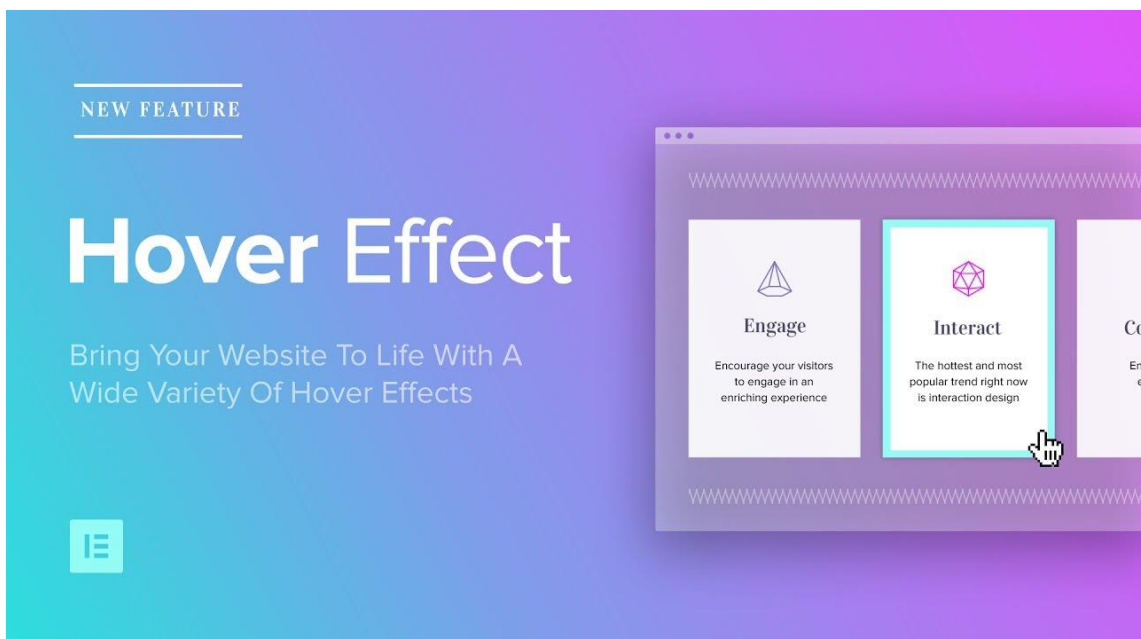 NEW FEATURE
Hover Effect
Bring Your Website To Life With A
Wide Variety Of Hover Effects
Engage
Encourage your visitors
to engage in an
enriching experience
Interact
The hottest and most
popular trend right now
is interaction design